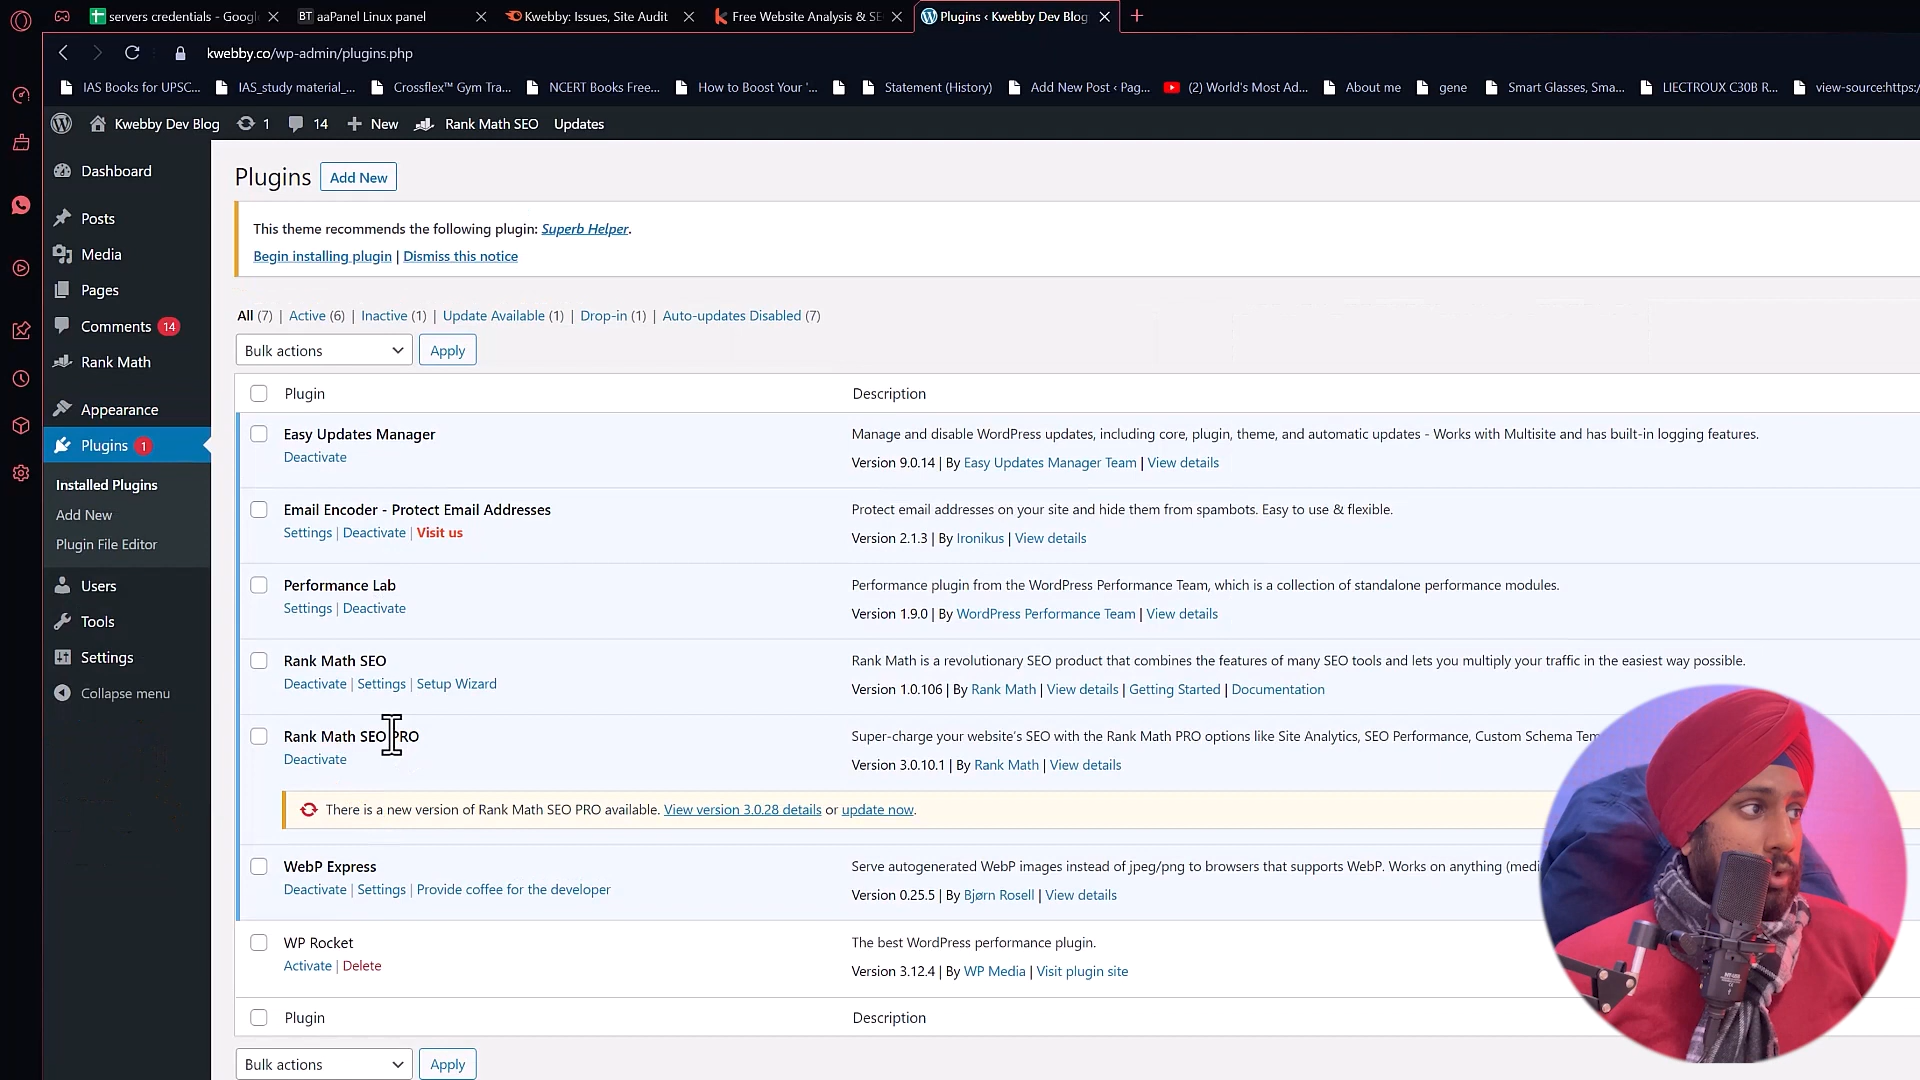 servers credentials - Google
BT aaPanel Linux panel
Kwebby: Issues, Site Audit
Free Website Analysis & SE
Plugins ‹ Kwebby Dev Blog
kwebby.co/wp-admin/plugins.php
IAS Books for UPSC...
IAS_study material_...
Crossflex™ Gym Tra...
NCERT Books Free...
How to Boost Your '...
Statement (History)
Add New Post ‹ Pag...
(2) World's Most Ad...
About me
gene
Smart Glasses, Sma...
LIECTROUX C30B R...
view-source:https:/
Kwebby Dev Blog
1
14
New
Rank Math SEO
Updates
Dashboard
Posts
Media
Pages
Comments 14
Rank Math
Appearance
Plugins 1
Installed Plugins
Add New
Plugin File Editor
Users
Tools
Settings
Collapse menu
Plugins Add New
This theme recommends the following plugin: Superb Helper.
Begin installing plugin | Dismiss this notice
All (7) | Active (6) | Inactive (1) | Update Available (1) | Drop-in (1) | Auto-updates Disabled (7)
Bulk actions Apply
Plugin Description
Easy Updates Manager
Deactivate
Manage and disable WordPress updates, including core, plugin, theme, and automatic updates - Works with Multisite and has built-in logging features.
Version 9.0.14 | By Easy Updates Manager Team | View details
Email Encoder - Protect Email Addresses
Settings | Deactivate | Visit us
Protect email addresses on your site and hide them from spambots. Easy to use & flexible.
Version 2.1.3 | By Ironikus | View details
Performance Lab
Settings | Deactivate
Performance plugin from the WordPress Performance Team, which is a collection of standalone performance modules.
Version 1.9.0 | By WordPress Performance Team | View details
Rank Math SEO
Deactivate | Settings | Setup Wizard
Rank Math is a revolutionary SEO product that combines the features of many SEO tools and lets you multiply your traffic in the easiest way possible.
Version 1.0.106 | By Rank Math | View details | Getting Started | Documentation
Rank Math SEO PRO
Deactivate
Super-charge your website's SEO with the Rank Math PRO options like Site Analytics, SEO Performance, Custom Schema Tem
Version 3.0.10.1 | By Rank Math | View details
There is a new version of Rank Math SEO PRO available. View version 3.0.28 details or update now.
WebP Express
Deactivate | Settings | Provide coffee for the developer
Serve autogenerated WebP images instead of jpeg/png to browsers that supports WebP. Works on anything (medi
Version 0.25.5 | By Bjørn Rosell | View details
WP Rocket
Activate | Delete
The best WordPress performance plugin.
Version 3.12.4 | By WP Media | Visit plugin site
Plugin Description
Bulk actions Apply